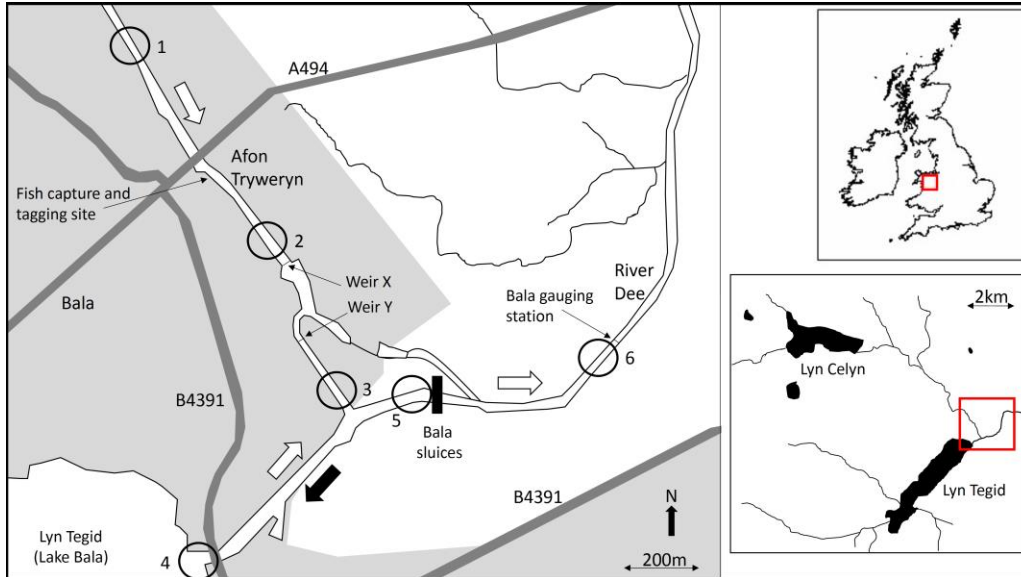 1
A494
Afon
Tryweryn
Fish capture and
tagging site
2
Weir X
Bala
Weir Y
River
Dee
Bala gauging
station
6
B4391
3
5
Bala
sluices
B4391
N
Lyn Tegid
(Lake Bala)
4
200m
2km
Lyn Celyn
Lyn Tegid